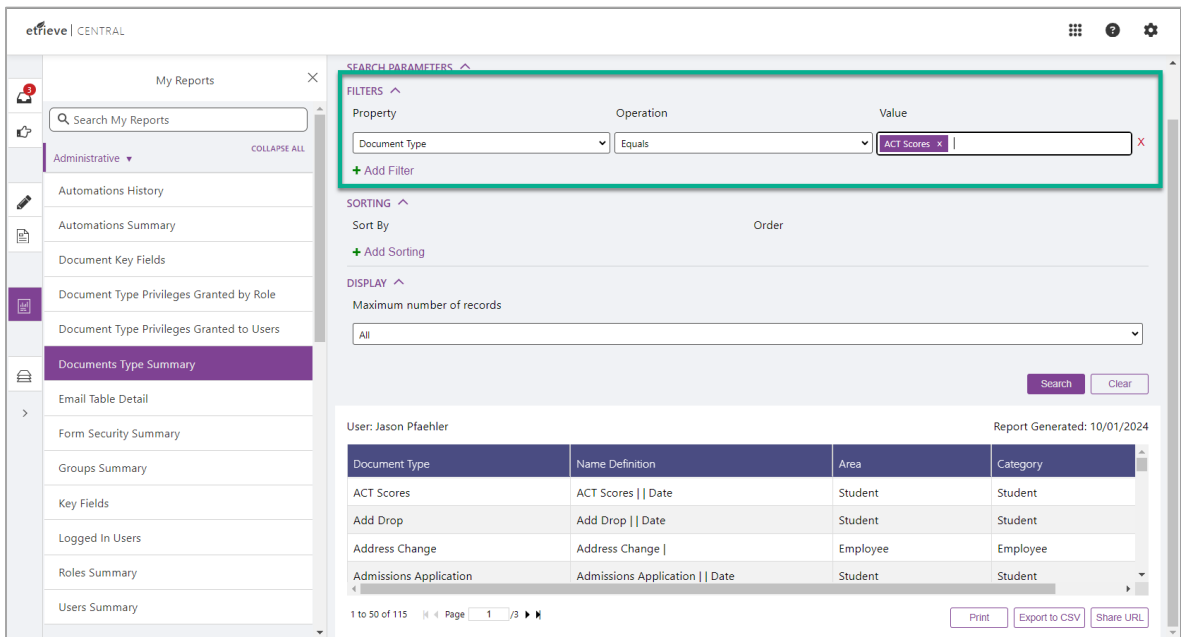 etrieve | CENTRAL
My Reports
3
Search My Reports
COLLAPSE ALL
Administrative
Automations History
Automations Summary
Document Key Fields
Document Type Privileges Granted by Role
Document Type Privileges Granted to Users
Documents Type Summary
Email Table Detail
Form Security Summary
Groups Summary
Key Fields
Logged In Users
Roles Summary
Users Summary
SEARCH PARAMETERS
FILTERS
Property Operation Value
Document Type Equals ACT Scores x X
+ Add Filter
SORTING
Sort By Order
+ Add Sorting
DISPLAY
Maximum number of records
All
Search Clear
User: Jason Pfaehler Report Generated: 10/01/2024
Document Type Name Definition Area Category
ACT Scores ACT Scores | | Date Student Student
Add Drop Add Drop | | Date Student Student
Address Change Address Change | Employee Employee
Admissions Application Admissions Application | | Date Student Student
1 to 50 of 115 Page 1 /3
Print Export to CSV Share URL